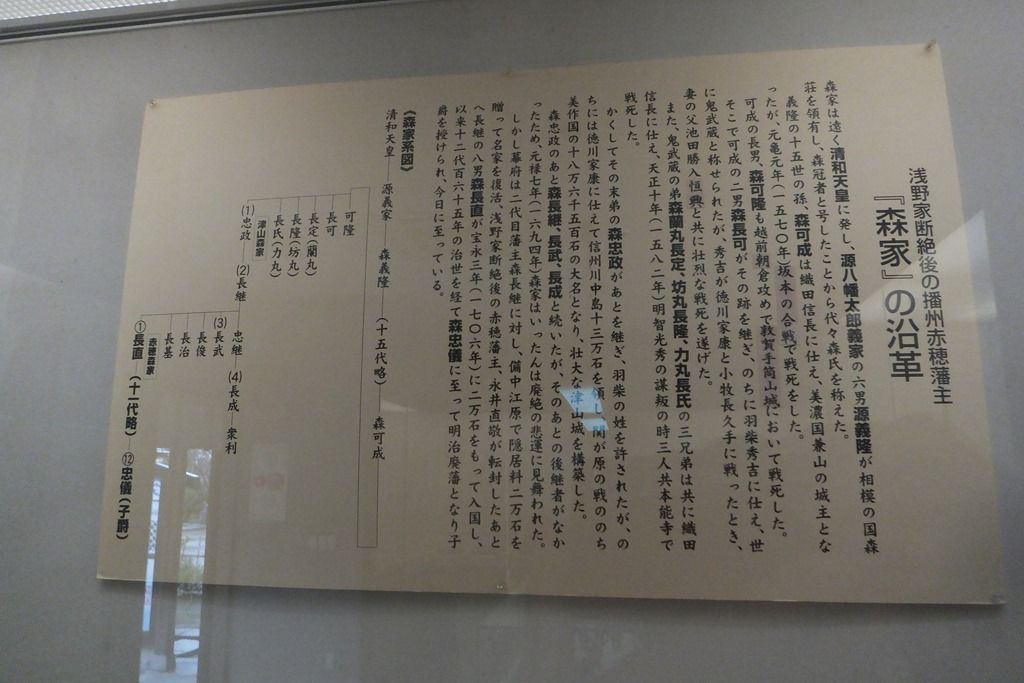 浅野家断絶後の播州赤穂藩主
『森家』の沿革
森家は遠く清和天皇に発し、源八幡太郎義家の六男源義隆が相模の国森
荘を領有し、森冠者と号したことから代々森氏を称えた。
義隆の十五世の孫、森可成は織田信長に仕え、美濃国兼山の城主とな
ったが、元亀元年(一五七〇年)坂本の合戦で戦死をした。
可成の長男、森可隆も越前朝倉攻めで敦賀手筒山城において戦死した。
そこで可成の二男森長可がその跡を継ぎ、のちに羽柴秀吉に仕え、世
に鬼武蔵と称せられたが、秀吉が徳川家康と小牧長久手に戦ったとき、
妻の父池田勝入恒興と共に壮烈な戦死を遂げた。
また、鬼武蔵の弟森蘭丸長定、坊丸長隆、力丸長氏の三兄弟は共に織田
信長に仕え、天正十年(一五八二年)明智光秀の謀叛の時三人共本能寺で
戦死した。
かくしてその末弟の森忠政があとを継ぎ、羽柴の姓を許されたが、の
ちには徳川家康に仕えて信州川中島十三万石を領し、関が原の戦ののち
美作国の十八万六千五百石の大名となり、壮大な津山城を構築した。
森忠政のあと森長継、長武、長成と続いたが、そのあとの後継者がなか
ったため、元禄七年(一六九四年)森家はいったんは廃絶の悲運に見舞われた。
しかし幕府は二代目藩主森長継に対し、備中江原で隠居料二万石を
贈って名家を復活、浅野家断絶後の赤穂藩主、永井直敬が転封したあと
へ長継の八男森長直が宝永三年(一七〇六年)に二万石をもって入国し、
以来十二代百六十五年の治世を経て森忠儀に至って明治廃藩となり子
爵を授けられ、今日に至っている。
《森家系図》
清和天皇 源義家 森義隆 (十五代略) 森可成
可隆
長可
長定(蘭丸)
長隆(坊丸)
長氏(力丸)
津山森家
(1)忠政 (2)長継
忠継 (4)長成 衆利
(3)長武
長俊
長治
長基
赤穂森家
①長直 (十一代略) ⑫忠儀(子爵)